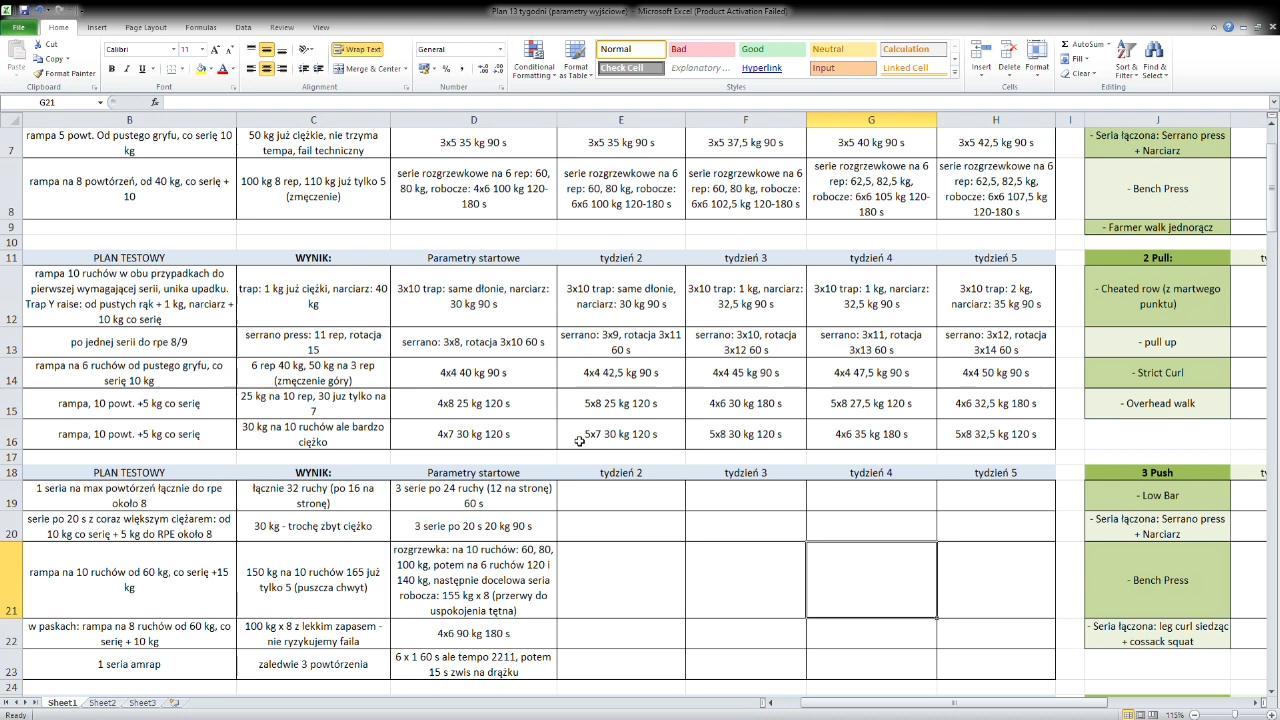 Plan 13 tygodni (parametry wyjściowe) - Microsoft Excel (Product Activation Failed)
File Home Insert Page Layout Formulas Data Review View
Cut
Copy
Format Painter
Paste
Clipboard
Calibri 11
Font
Wrap Text
Merge & Center
Alignment
General
Number
Conditional Formatting
Format as Table
Normal Bad Good Neutral Calculation
Check Cell Explanatory ... Hyperlink Input Linked Cell
Styles
Insert Delete Format
Cells
AutoSum
Fill
Clear
Sort & Filter
Find & Select
Editing
G21 fx
B C D E F G H I J
7
rampa 5 powt. Od pustego gryfu, co serię 10
kg
50 kg już ciężkie, nie trzyma
tempa, fail techniczny
3x5 35 kg 90 s
3x5 35 kg 90 s
3x5 37,5 kg 90 s
3x5 40 kg 90 s
3x5 42,5 kg 90 s
- Seria łączona: Serrano press
+ Narciarz
8
rampa na 8 powtórzeń, od 40 kg, co serię +
10
100 kg 8 rep, 110 kg już tylko 5
(zmęczenie)
serie rozgrzewkowe na 6 rep: 60,
80 kg, robocze: 4x6 100 kg 120-
180 s
serie rozgrzewkowe na 6
rep: 60, 80 kg, robocze:
6x6 100 kg 120-180 s
serie rozgrzewkowe na 6
rep: 60, 80 kg, robocze:
6x6 102,5 kg 120-180 s
serie rozgrzewkowe na 6
rep: 62,5, 82,5 kg,
robocze: 6x6 105 kg 120-
180 s
serie rozgrzewkowe na 6
rep: 62,5, 82,5 kg,
robocze: 6x6 107,5 kg
120-180 s
- Bench Press
9
- Farmer walk jednorącz
10
11
PLAN TESTOWY
WYNIK:
Parametry startowe
tydzień 2
tydzień 3
tydzień 4
tydzień 5
2 Pull:
12
rampa 10 ruchów w obu przypadkach do
pierwszej wymagającej serii, unika upadku.
Trap Y raise: od pustych rąk + 1 kg, narciarz +
10 kg co serię
trap: 1 kg już ciężki, narciarz: 40
kg
3x10 trap: same dłonie, narciarz:
30 kg 90 s
3x10 trap: same dłonie,
narciarz: 30 kg 90 s
3x10 trap: 1 kg, narciarz:
32,5 kg 90 s
3x10 trap: 1 kg, narciarz:
32,5 kg 90 s
3x10 trap: 2 kg,
narciarz: 35 kg 90 s
- Cheated row (z martwego
punktu)
13
po jednej serii do rpe 8/9
serrano press: 11 rep, rotacja
15
serrano: 3x8, rotacja 3x10 60 s
serrano: 3x9, rotacja 3x11
60 s
serrano: 3x10, rotacja
3x12 60 s
serrano: 3x11, rotacja
3x13 60 s
serrano: 3x12, rotacja
3x14 60 s
- pull up
14
rampa na 6 ruchów od pustego gryfu, co
serię 10 kg
6 rep 40 kg, 50 kg na 3 rep
(zmęczenie góry)
4x4 40 kg 90 s
4x4 42,5 kg 90 s
4x4 45 kg 90 s
4x4 47,5 kg 90 s
4x4 50 kg 90 s
- Strict Curl
15
rampa, 10 powt. +5 kg co serię
25 kg na 10 rep, 30 juz tylko na
7
4x8 25 kg 120 s
5x8 25 kg 120 s
4x6 30 kg 180 s
5x8 27,5 kg 120 s
4x6 32,5 kg 180 s
- Overhead walk
16
rampa, 10 powt. +5 kg co serię
30 kg na 10 ruchów ale bardzo
ciężko
4x7 30 kg 120 s
5x7 30 kg 120 s
5x8 30 kg 120 s
4x6 35 kg 180 s
5x8 32,5 kg 120 s
17
18
PLAN TESTOWY
WYNIK:
Parametry startowe
tydzień 2
tydzień 3
tydzień 4
tydzień 5
3 Push
19
1 seria na max powtórzeń łącznie do rpe
około 8
łącznie 32 ruchy (po 16 na
stronę)
3 serie po 24 ruchy (12 na stronę)
60 s
- Low Bar
20
serie po 20 s z coraz większym ciężarem: od
10 kg co serię + 5 kg do RPE około 8
30 kg - trochę zbyt ciężko
3 serie po 20 s 20 kg 90 s
- Seria łączona: Serrano press
+ Narciarz
21
rampa na 10 ruchów od 60 kg, co serię +15
kg
150 kg na 10 ruchów 165 już
tylko 5 (puszcza chwyt)
rozgrzewka: na 10 ruchów: 60, 80,
100 kg, potem na 6 ruchów 120 i
140 kg, następnie docelowa seria
robocza: 155 kg x 8 (przerwy do
uspokojenia tętna)
- Bench Press
22
w paskach: rampa na 8 ruchów od 60 kg, co
serię + 10 kg
100 kg x 8 z lekkim zapasem -
nie ryzykujemy faila
4x6 90 kg 180 s
- Seria łączona: leg curl siedząc
+ cossack squat
23
1 seria amrap
zaledwie 3 powtórzenia
6 x 1 60 s ale tempo 2211, potem
15 s zwis na drążku
24
Sheet1 Sheet2 Sheet3
Ready 115%